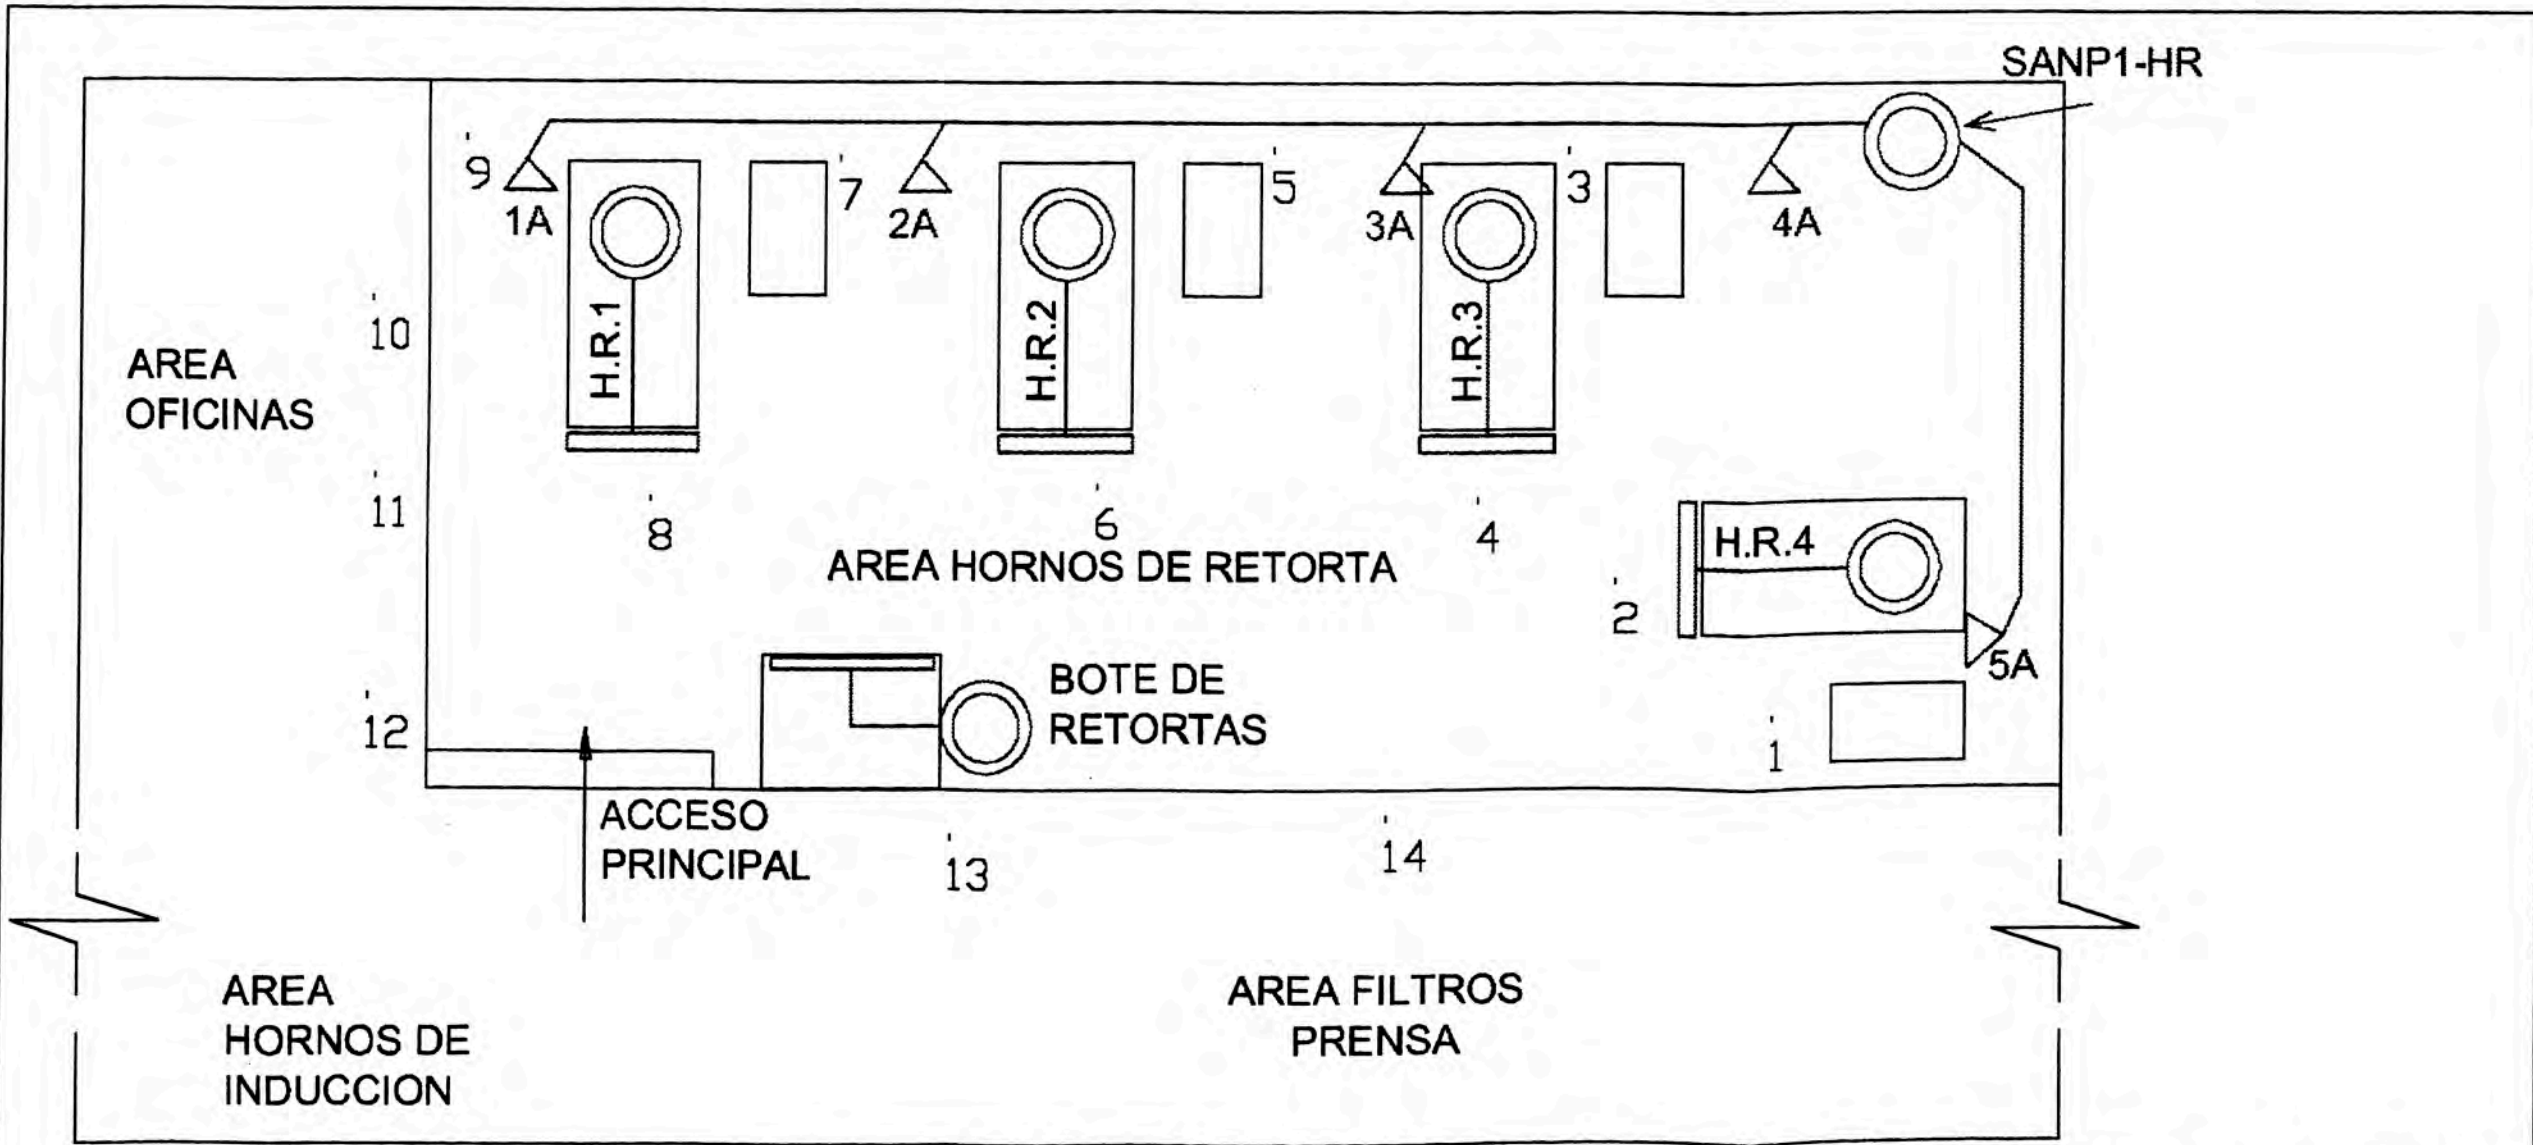 SANP1-HR
9
1A
7
2A
5
3A
3
4A
H.R.1
H.R.2
H.R.3
10
AREA
OFICINAS
11
8
6
4
AREA HORNOS DE RETORTA
H.R.4
2
5A
BOTE DE
RETORTAS
12
1
ACCESO
PRINCIPAL
13
14
AREA
HORNOS DE
INDUCCION
AREA FILTROS
PRENSA